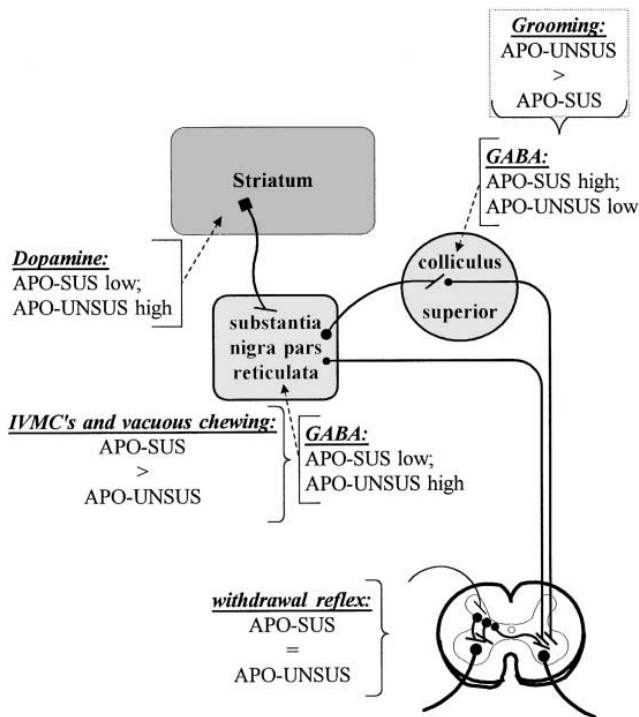 Grooming:
APO-UNSUS
>
APO-SUS
Striatum
GABA:
APO-SUS high;
APO-UNSUS low
Dopamine:
APO-SUS low;
APO-UNSUS high
colliculus
superior
substantia
nigra pars
reticulata
IVMC's and vacuous chewing:
APO-SUS
>
APO-UNSUS
GABA:
APO-SUS low;
APO-UNSUS high
withdrawal reflex:
APO-SUS
=
APO-UNSUS